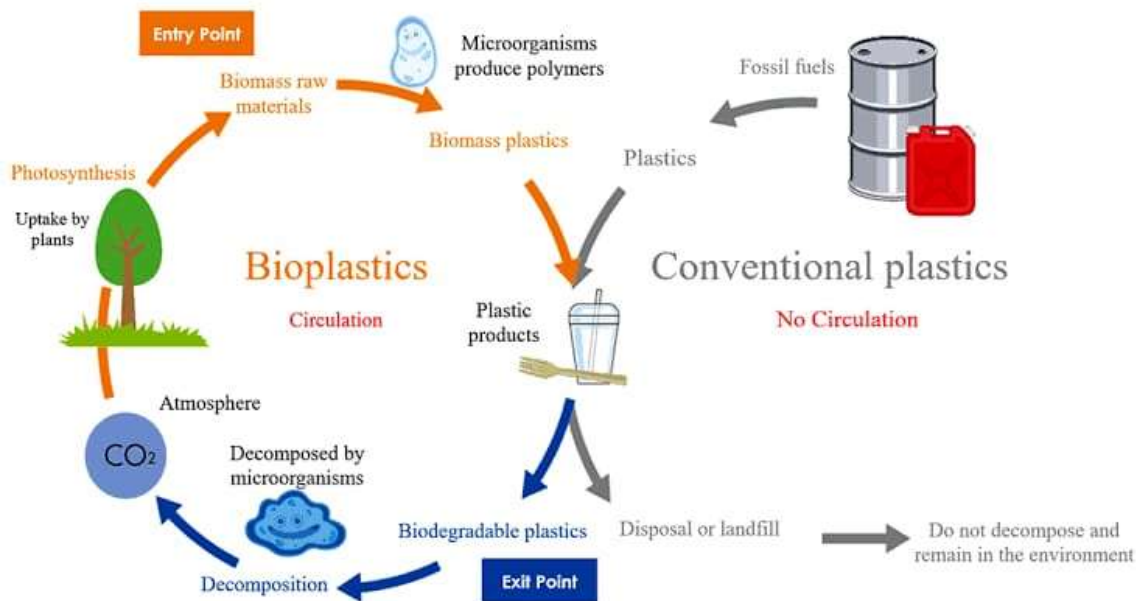 Entry Point
Microorganisms
produce polymers
Fossil fuels
Biomass raw
materials
Biomass plastics
Plastics
Photosynthesis
Uptake by
plants
Bioplastics
Conventional plastics
Circulation
No Circulation
Plastic
products
Atmosphere
CO2
Decomposed by
microorganisms
Biodegradable plastics
Disposal or landfill
Do not decompose and
remain in the environment
Decomposition
Exit Point